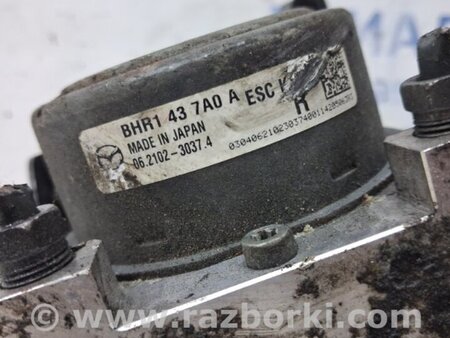 BHR1 43 7A0 A ESC
MADE IN JAPAN
06.2102-3037.4
H
www.razborki.com